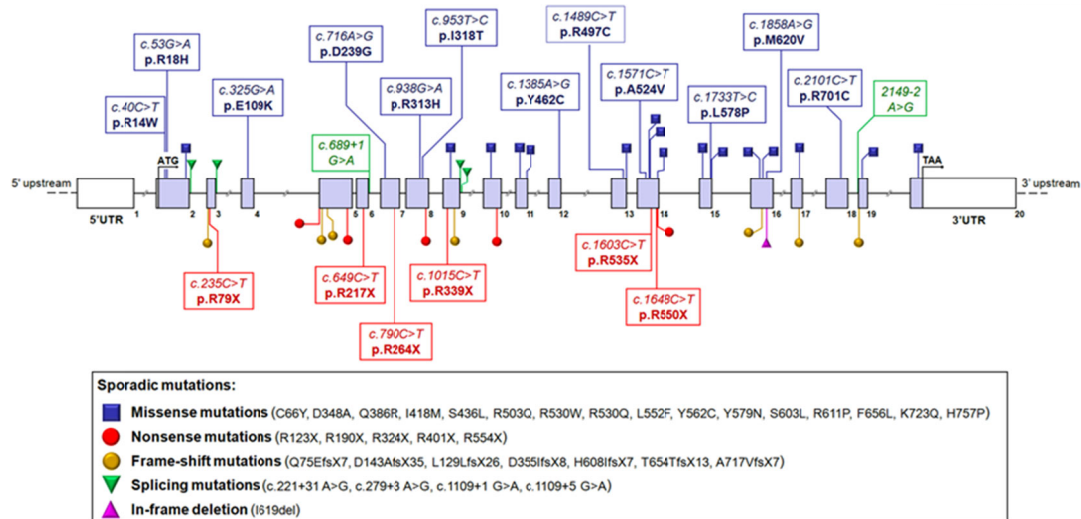 c.53G>A
p.R18H
c.40C>T
p.R14W
c.325G>A
p.E109K
c.716A>G
p.D239G
c.689+1
G>A
c.953T>C
p.I318T
c.938G>A
p.R313H
c.1385A>G
p.Y462C
c.1489C>T
p.R497C
c.1571C>T
p.A524V
c.1733T>C
p.L578P
c.1858A>G
p.M620V
c.2101C>T
p.R701C
2149-2
A>G
ATG
TAA
5' upstream
3' upstream
5'UTR 1 2 3 4 5 6 7 8 9 10 11 12 13 14 15 16 17 18 19 3'UTR 20
c.235C>T
p.R79X
c.649C>T
p.R217X
c.790C>T
p.R264X
c.1015C>T
p.R339X
c.1603C>T
p.R535X
c.1648C>T
p.R550X
Sporadic mutations:
Missense mutations (C66Y, D348A, Q386R, I418M, S436L, R503Q, R530W, R530Q, L552F, Y562C, Y579N, S603L, R611P, F656L, K723Q, H757P)
Nonsense mutations (R123X, R190X, R324X, R401X, R554X)
Frame-shift mutations (Q75EfsX7, D143AfsX35, L129LfsX26, D355IfsX8, H608IfsX7, T654TfsX13, A717VfsX7)
Splicing mutations (c.221+31 A>G, c.279+3 A>G, c.1109+1 G>A, c.1109+5 G>A)
In-frame deletion (I619del)